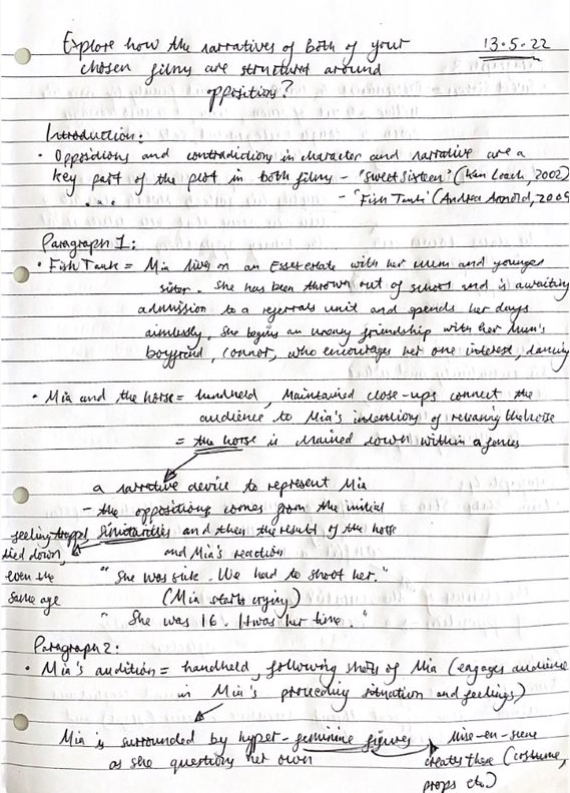 Explore how the narratives of both of your
13.5.22
chosen films are structured around
opposition?
Introduction:
• Oppositions and contradictions in character and narrative are a
key part of the plot in both films - "Sweet Sixteen" (Ken Loach, 2002)
- "Fish Tank" (Andrea Arnold, 2009
Paragraph 1:
• Fish Tank = Mia lives on an Essex estate with her mum and younger
sister. She has been thrown out of school and is awaiting
admission to a referrals unit and spends her days
aimlessly. She begins an uneasy friendship with her Mum's
boyfriend, Connor, who encourages her one interest, dancing
• Mia and the horse = handheld, Maintained close-ups connect the
audience to Mia's intentions of releasing the horse
= the horse is chained down within a
a narrative device to represent Mia
- the oppositions comes from the initial
feeling trapped, similarities and then the result of the horse
tied down,
and Mia's reaction
even the
"She was sick. We had to shoot her."
same age
(Mia starts crying)
"She was 16. It was her time."
Paragraph 2:
• Mia's audition = handheld, following shots of Mia (engages audience
in Mia's preceding situation and feelings)
Mia is surrounded by hyper-feminine figures
mise-en-scene
as she questions her own
creates these (costume,
props etc)